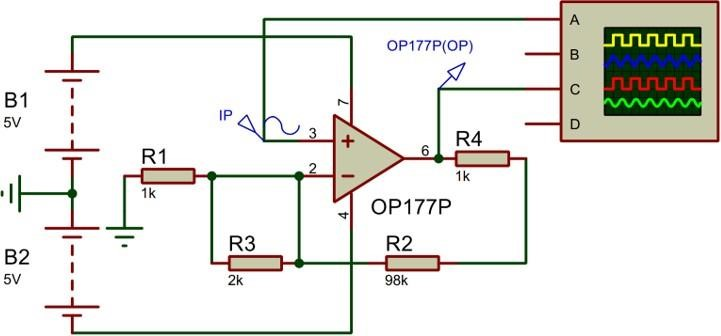 A
OP177P(OP)
B
B1
5V
C
7
IP
D
3
+
R1
6
R4
2
−
1k
1k
4
OP177P
B2
5V
R3
R2
2k
98k